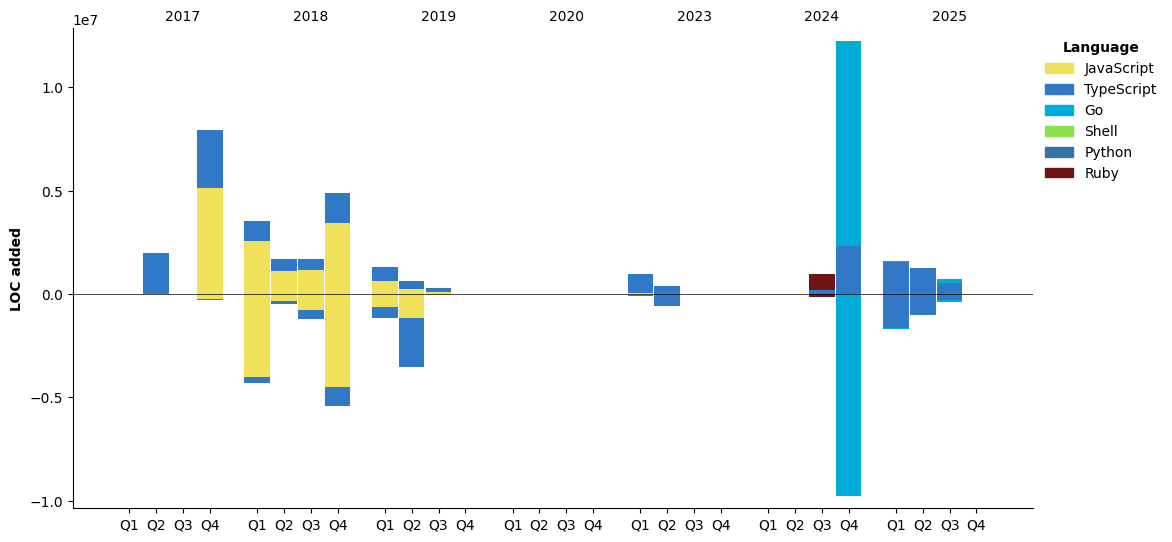 1e7
2017 2018 2019 2020 2023 2024 2025
Language
JavaScript
TypeScript
Go
Shell
Python
Ruby
LOC added
1.0
0.5
0.0
−0.5
−1.0
Q1 Q2 Q3 Q4 Q1 Q2 Q3 Q4 Q1 Q2 Q3 Q4 Q1 Q2 Q3 Q4 Q1 Q2 Q3 Q4 Q1 Q2 Q3 Q4 Q1 Q2 Q3 Q4